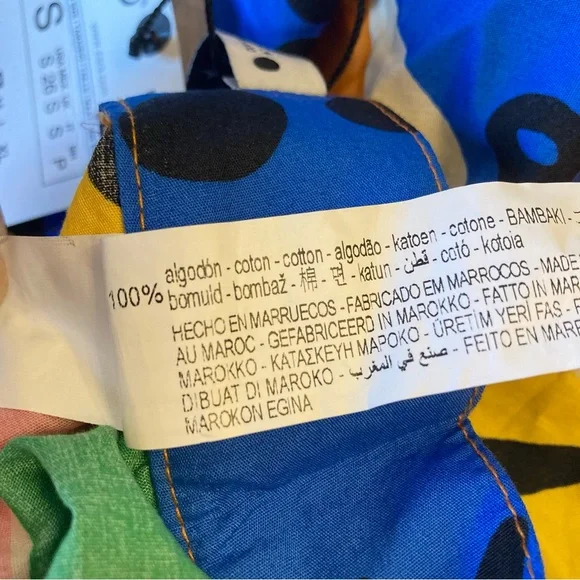 S
S 26 S S P
100% algodón - coton - cotton - algodão - katoen - cotone - BAMBAKI -
bomuld - bombaž - 棉 - 면 - katun - قطن - cotó - kotoia
HECHO EN MARRUECOS - FABRICADO EM MARROCOS - MADE
AU MAROC - GEFABRICEERD IN MAROKKO - FATTO IN MAR
MAROKKO - ΚΑΤΑΣΚΕΥΗ ΜΑΡΟΚΟ - ÜRETİM YERİ FAS -
DIBUAT DI MAROKO - صنع في المغرب - FEITO EN MARR
MAROKON EGINA